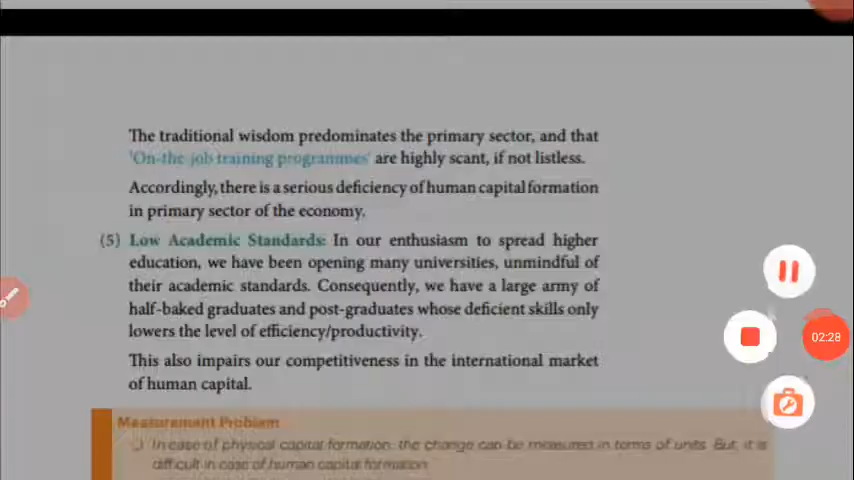 The traditional wisdom predominates the primary sector, and that
'On-the job training programmes' are highly scant, if not listless.
Accordingly, there is a serious deficiency of human capital formation
in primary sector of the economy.
(5) Low Academic Standards: In our enthusiasm to spread higher
education, we have been opening many universities, unmindful of
their academic standards. Consequently, we have a large army of
half-baked graduates and post-graduates whose deficient skills only
lowers the level of efficiency/productivity.
This also impairs our competitiveness in the international market
of human capital.
02:28
Measurement Problem
In case of physical capital formation, the change can be measured in terms of units. But, it is
difficult in case of human capital formation